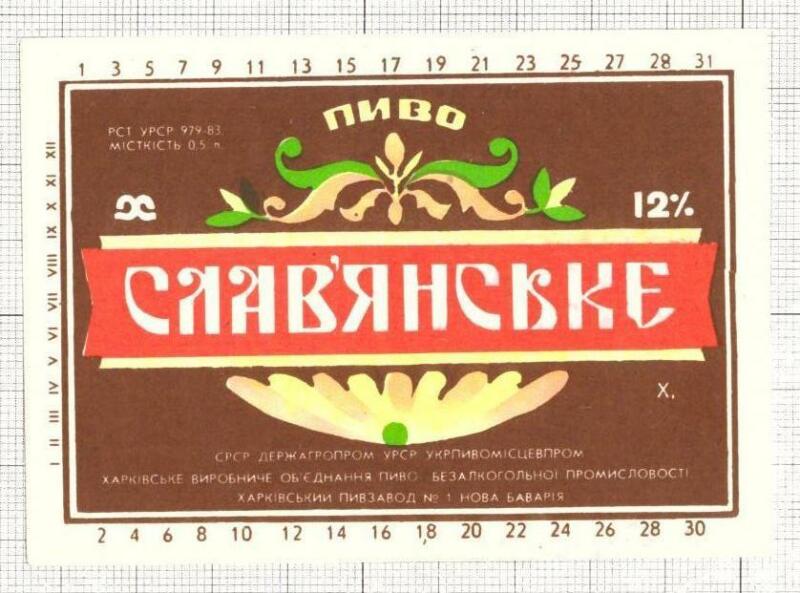 1 3 5 7 9 11 13 15 17 19 21 23 25 27 28 31
ПИВО
РСТ УРСР 979-83.
МІСТКІСТЬ 0,5 л.
12%
СЛАВ'ЯНСЬКЕ
Х.
СРСР ДЕРЖАГРОПРОМ УРСР УКРПИВОМІСЦЕВПРОМ
ХАРКІВСЬКЕ ВИРОБНИЧЕ ОБ'ЄДНАННЯ ПИВО БЕЗАЛКОГОЛЬНОЇ ПРОМИСЛОВОСТІ
ХАРКІВСЬКИЙ ПИВЗАВОД № 1 НОВА БАВАРІЯ
2 4 6 8 10 12 14 16 1,8 20 22 24 26 28 30
I II III IV V VI VII VIII IX X XI XII